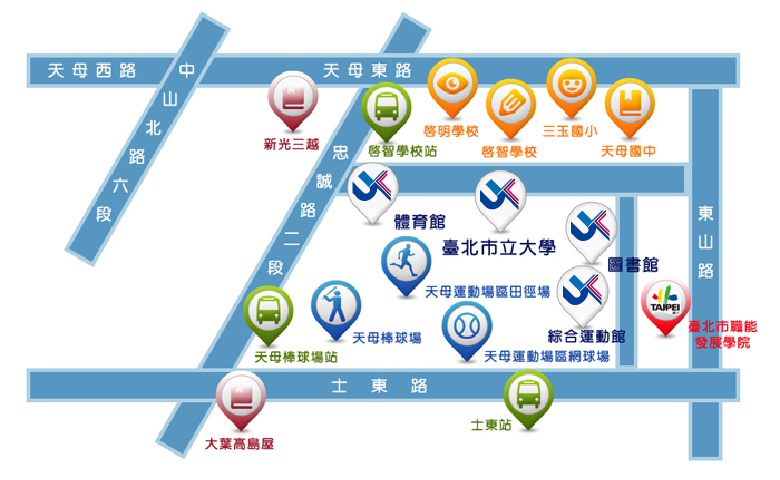 天母西路
中山北路六段
天母東路
新光三越
忠誠路二段
啓智學校站
啓明學校
啓智學校
三玉國小
天母國中
體育館
臺北市立大學
圖書館
東山路
天母運動場區田徑場
綜合運動館
TAIPEI
臺北市職能
發展學院
天母棒球場站
天母棒球場
天母運動場區網球場
士東路
大葉高島屋
士東站